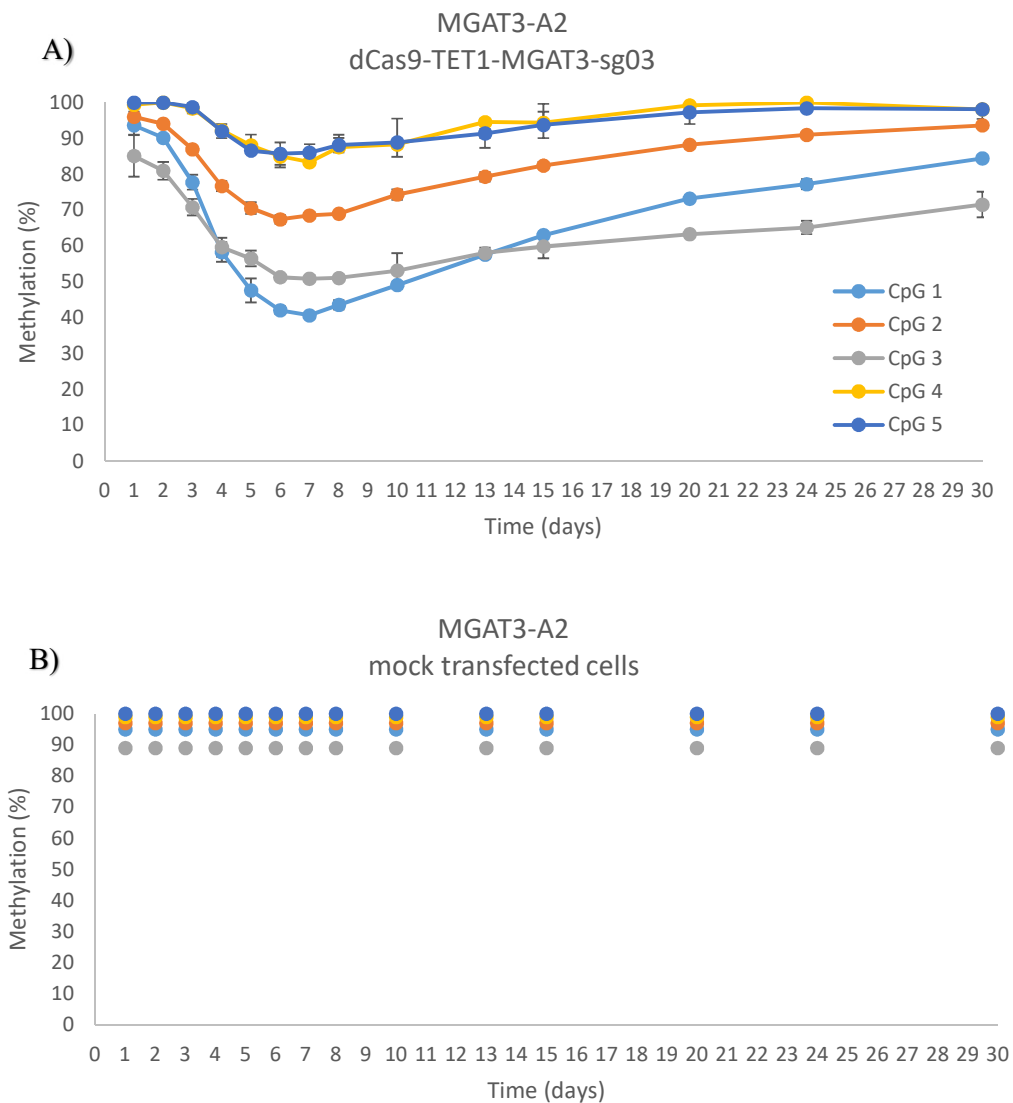 MGAT3-A2
A)
dCas9-TET1-MGAT3-sg03
100
90
80
70
60
50
40
30
20
10
0
Methylation (%)
CpG 1
CpG 2
CpG 3
CpG 4
CpG 5
0 1 2 3 4 5 6 7 8 9 10 11 12 13 14 15 16 17 18 19 20 21 22 23 24 25 26 27 28 29 30
Time (days)
MGAT3-A2
B)
mock transfected cells
100
90
80
70
60
50
40
30
20
10
0
Methylation (%)
0 1 2 3 4 5 6 7 8 9 10 11 12 13 14 15 16 17 18 19 20 21 22 23 24 25 26 27 28 29 30
Time (days)